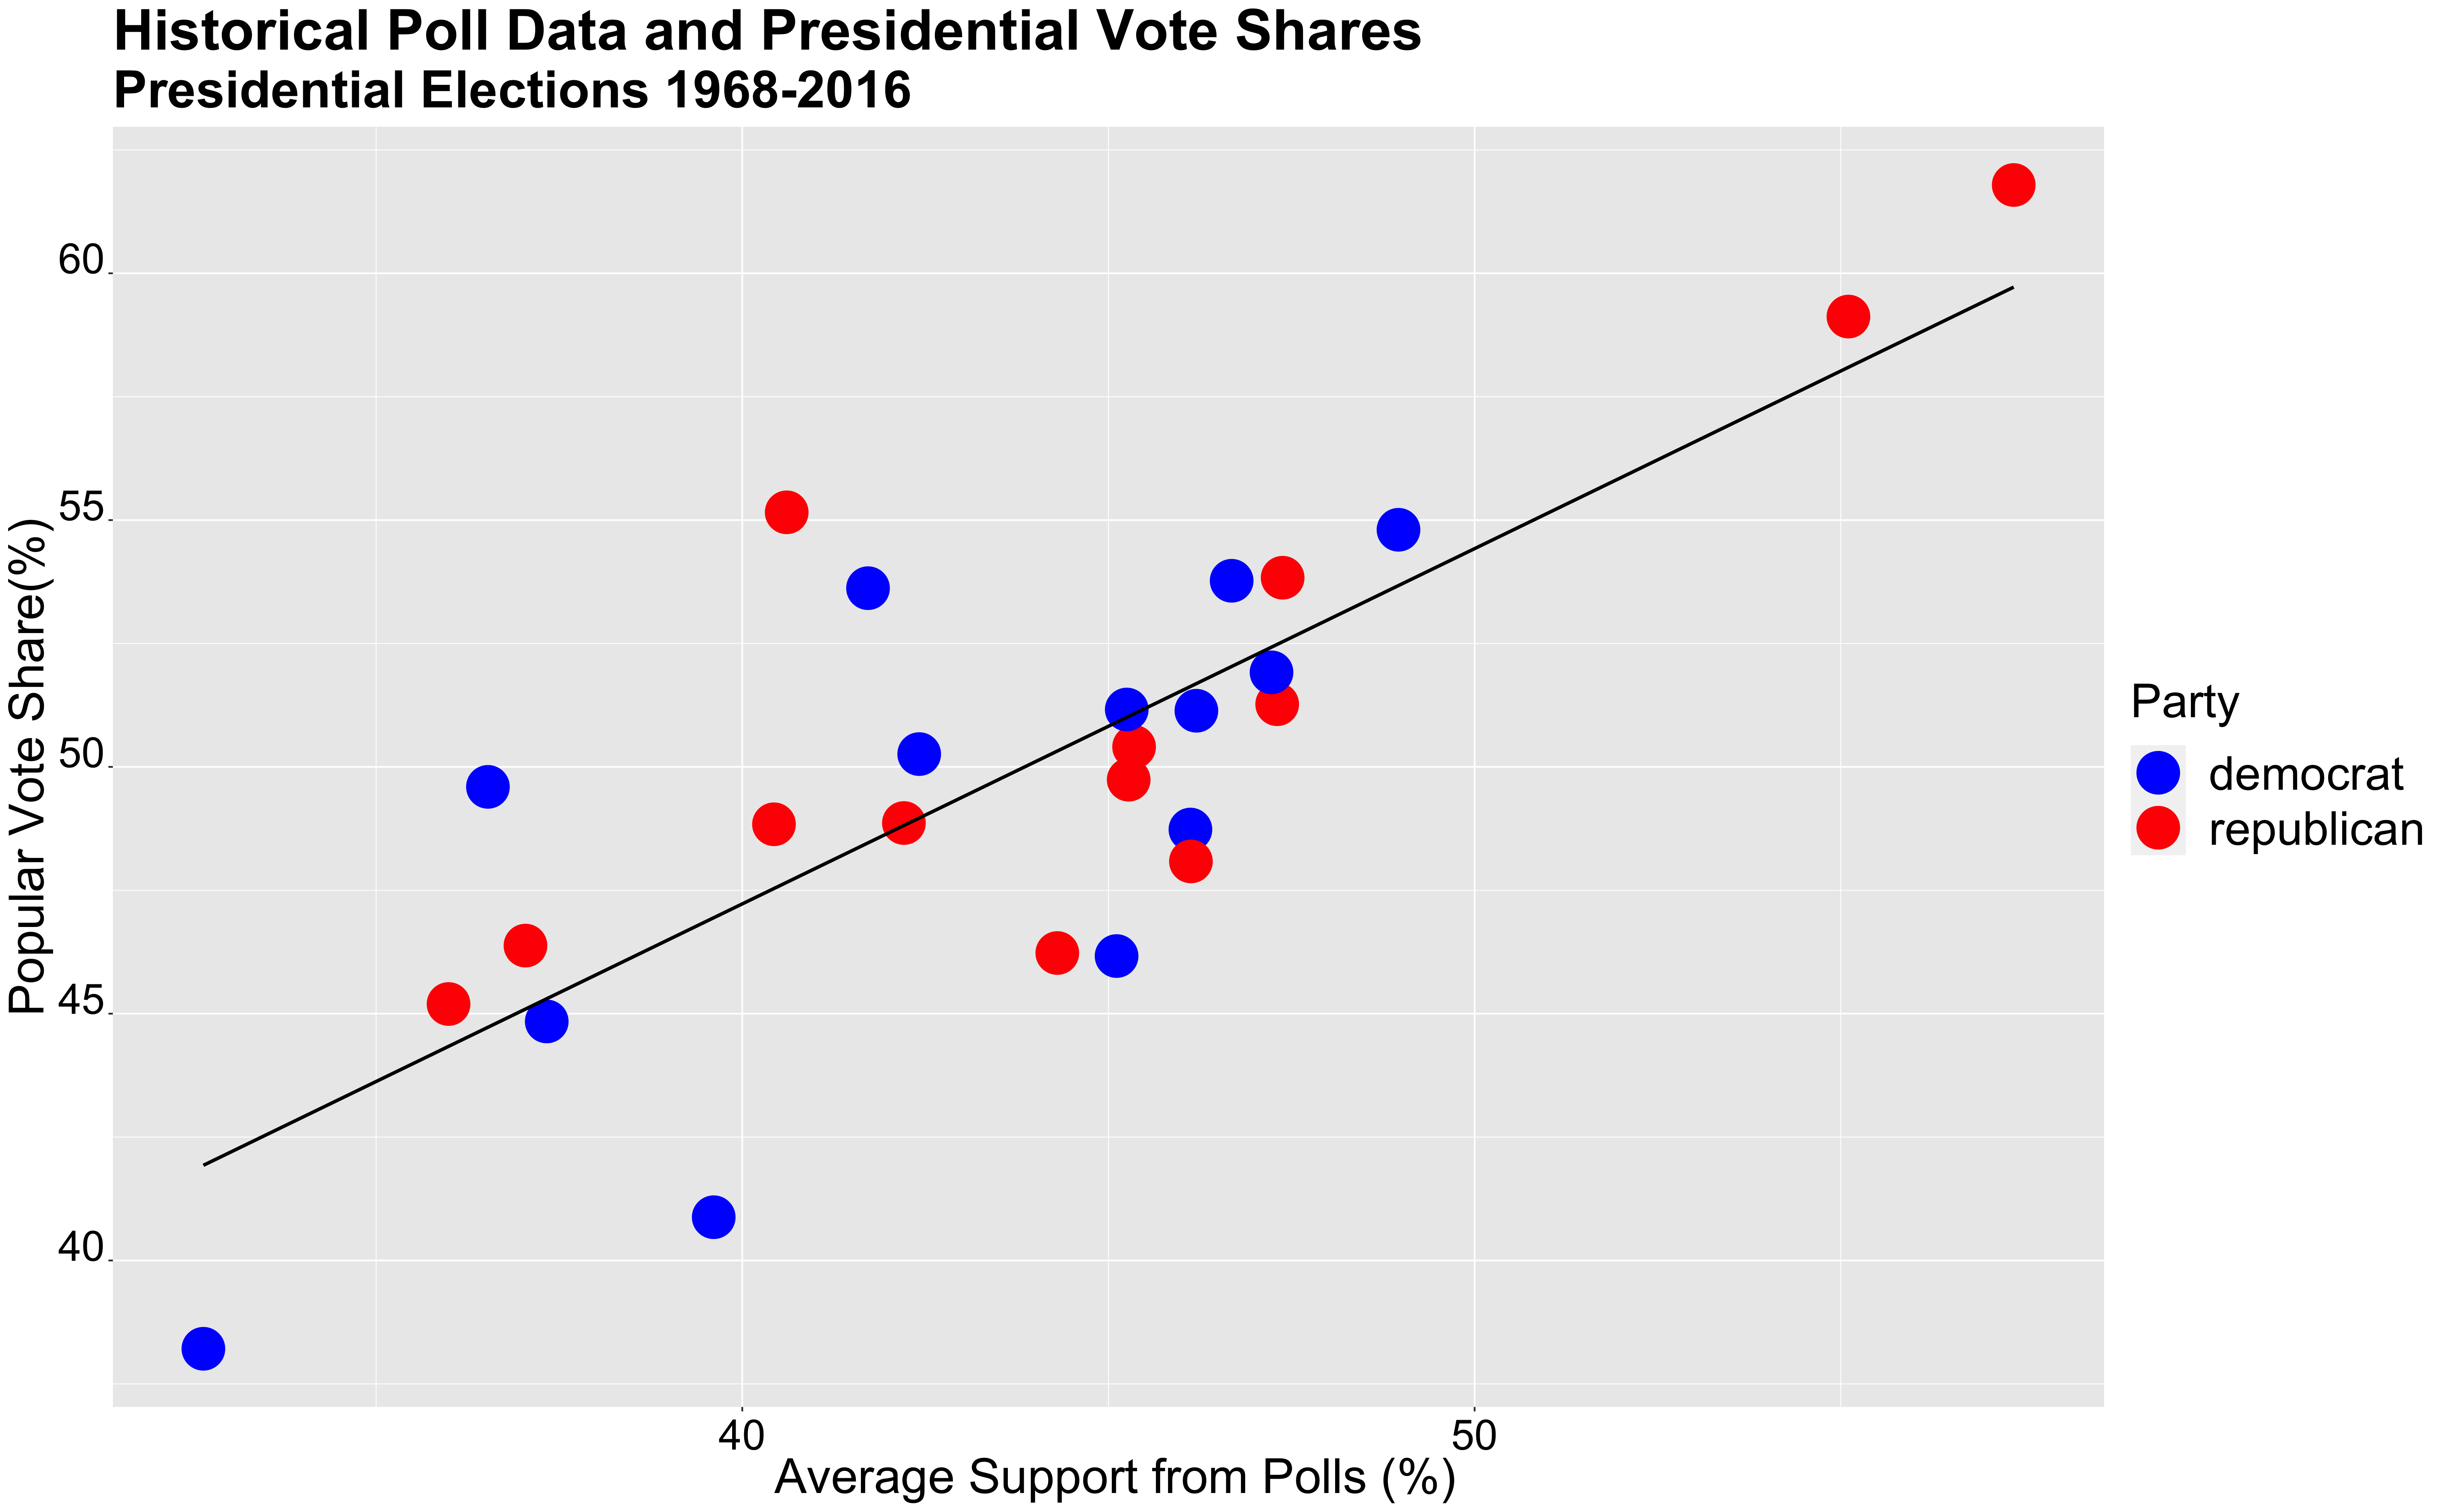 Historical Poll Data and Presidential Vote Shares
Presidential Elections 1968-2016
Popular Vote Share(%)
60
55
50
45
40
40
50
Average Support from Polls (%)
Party
democrat
republican